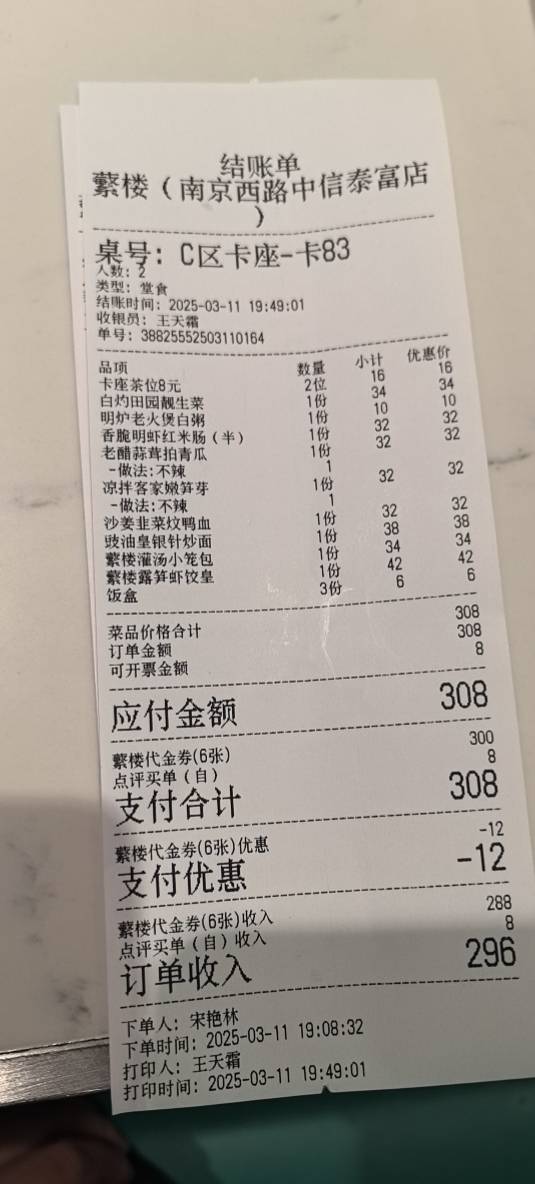 结账单
蘩楼（南京西路中信泰富店
）
桌号: C区卡座-卡83
人数: 2
类型: 堂食
结账时间: 2025-03-11 19:49:01
收银员: 王天霜
单号: 38825552503110164
品项 数量 小计 优惠价
卡座茶位8元 2位 16 16
白灼田园靓生菜 1份 34 34
明炉老火煲白粥 1份 10 10
香脆明虾红米肠（半） 1份 32 32
老醋蒜茸拍青瓜 1份 32 32
-做法:不辣 1
凉拌客家嫩笋芽 1份 32 32
-做法:不辣 1
沙姜韭菜炆鸭血 1份 32 32
豉油皇银针炒面 1份 38 38
蘩楼灌汤小笼包 1份 34 34
蘩楼露笋虾饺皇 1份 42 42
饭盒 3份 6 6
菜品价格合计 308
订单金额 308
可开票金额 8
应付金额 308
蘩楼代金券(6张) 300
点评买单（自） 8
支付合计 308
蘩楼代金券(6张)优惠 -12
支付优惠 -12
蘩楼代金券(6张)收入 288
点评买单（自）收入 8
订单收入 296
下单人: 宋艳林
下单时间: 2025-03-11 19:08:32
打印人: 王天霜
打印时间: 2025-03-11 19:49:01